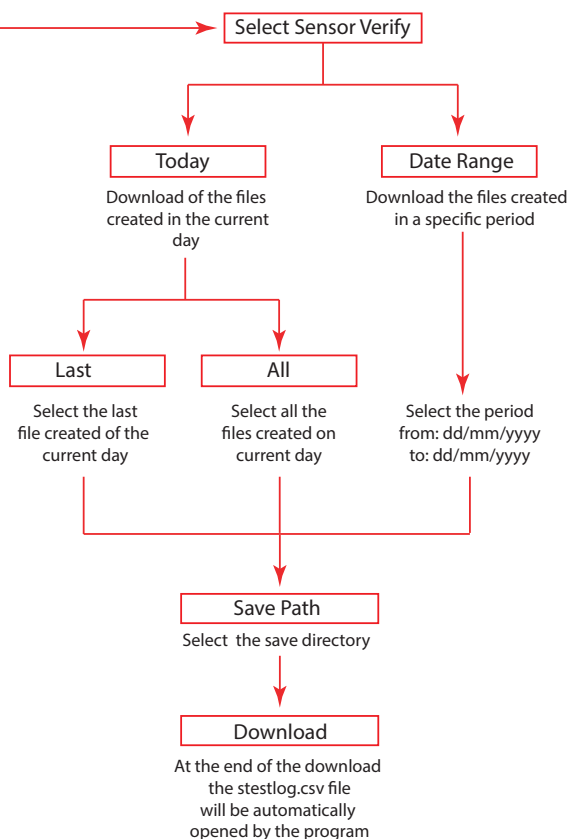 Select Sensor Verify
Today
Download of the files
created in the current
day
Date Range
Download the files created
in a specific period
Last
Select the last
file created of the
current day
All
Select all the
files created on
current day
Select the period
from: dd/mm/yyyy
to: dd/mm/yyyy
Save Path
Select the save directory
Download
At the end of the download
the stestlog.csv file
will be automatically
opened by the program